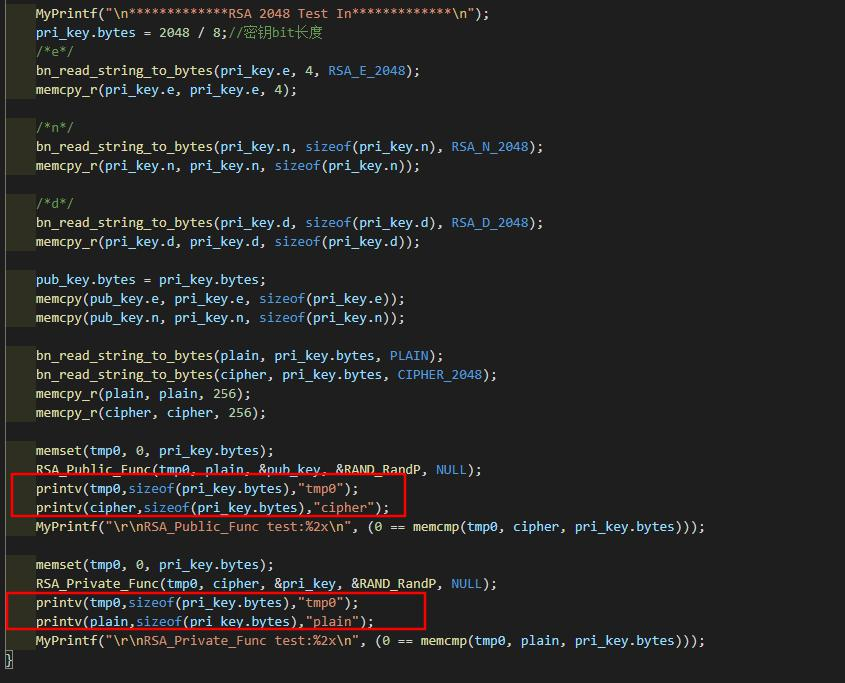 MyPrintf("\n*************RSA 2048 Test In*************\n");
pri_key.bytes = 2048 / 8;//密钥bit长度
/*e*/
bn_read_string_to_bytes(pri_key.e, 4, RSA_E_2048);
memcpy_r(pri_key.e, pri_key.e, 4);
/*n*/
bn_read_string_to_bytes(pri_key.n, sizeof(pri_key.n), RSA_N_2048);
memcpy_r(pri_key.n, pri_key.n, sizeof(pri_key.n));
/*d*/
bn_read_string_to_bytes(pri_key.d, sizeof(pri_key.d), RSA_D_2048);
memcpy_r(pri_key.d, pri_key.d, sizeof(pri_key.d));
pub_key.bytes = pri_key.bytes;
memcpy(pub_key.e, pri_key.e, sizeof(pri_key.e));
memcpy(pub_key.n, pri_key.n, sizeof(pri_key.n));
bn_read_string_to_bytes(plain, pri_key.bytes, PLAIN);
bn_read_string_to_bytes(cipher, pri_key.bytes, CIPHER_2048);
memcpy_r(plain, plain, 256);
memcpy_r(cipher, cipher, 256);
memset(tmp0, 0, pri_key.bytes);
RSA_Public_Func(tmp0, plain, &pub_key, &RAND_RandP, NULL);
printv(tmp0,sizeof(pri_key.bytes),"tmp0");
printv(cipher,sizeof(pri_key.bytes),"cipher");
MyPrintf("\r\nRSA_Public_Func test:%2x\n", (0 == memcmp(tmp0, cipher, pri_key.bytes)));
memset(tmp0, 0, pri_key.bytes);
RSA_Private_Func(tmp0, cipher, &pri_key, &RAND_RandP, NULL);
printv(tmp0,sizeof(pri_key.bytes),"tmp0");
printv(plain,sizeof(pri_key.bytes),"plain");
MyPrintf("\r\nRSA_Private_Func test:%2x\n", (0 == memcmp(tmp0, plain, pri_key.bytes)));
}